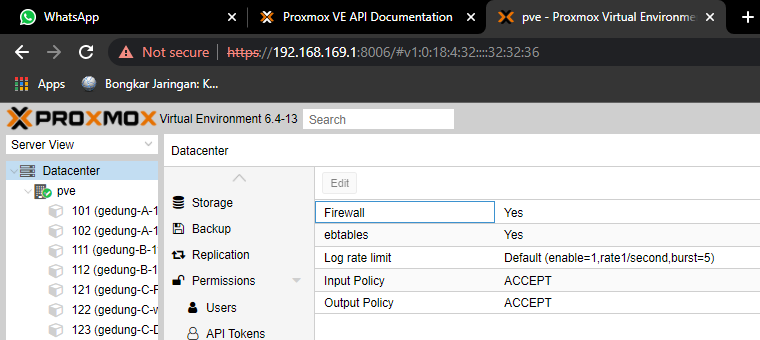 WhatsApp
Proxmox VE API Documentation
pve - Proxmox Virtual Environme
Not secure https://192.168.169.1:8006/#v1:0:18:4:32::::32:32:36
Apps Bongkar Jaringan: K...
PROXMOX Virtual Environment 6.4-13 Search
Server View
Datacenter
pve
101 (gedung-A-1
102 (gedung-A-1
111 (gedung-B-1
112 (gedung-B-1
121 (gedung-C-F
122 (gedung-C-w
123 (gedung-C-D
Datacenter
Storage
Backup
Replication
Permissions
Users
API Tokens
Edit
Firewall Yes
ebtables Yes
Log rate limit Default (enable=1,rate1/second,burst=5)
Input Policy ACCEPT
Output Policy ACCEPT